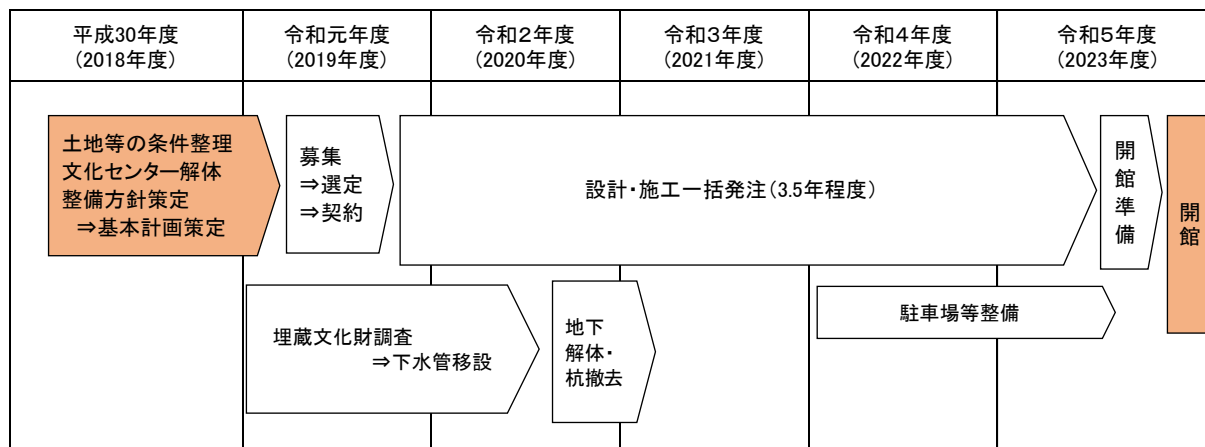 平成30年度
(2018年度)
令和元年度
(2019年度)
令和2年度
(2020年度)
令和3年度
(2021年度)
令和4年度
(2022年度)
令和5年度
(2023年度)
土地等の条件整理
文化センター解体
整備方針策定
⇒基本計画策定
募集
⇒選定
⇒契約
設計・施工一括発注(3.5年程度)
開館準備
開館
埋蔵文化財調査
⇒下水管移設
地下
解体・
杭撤去
駐車場等整備